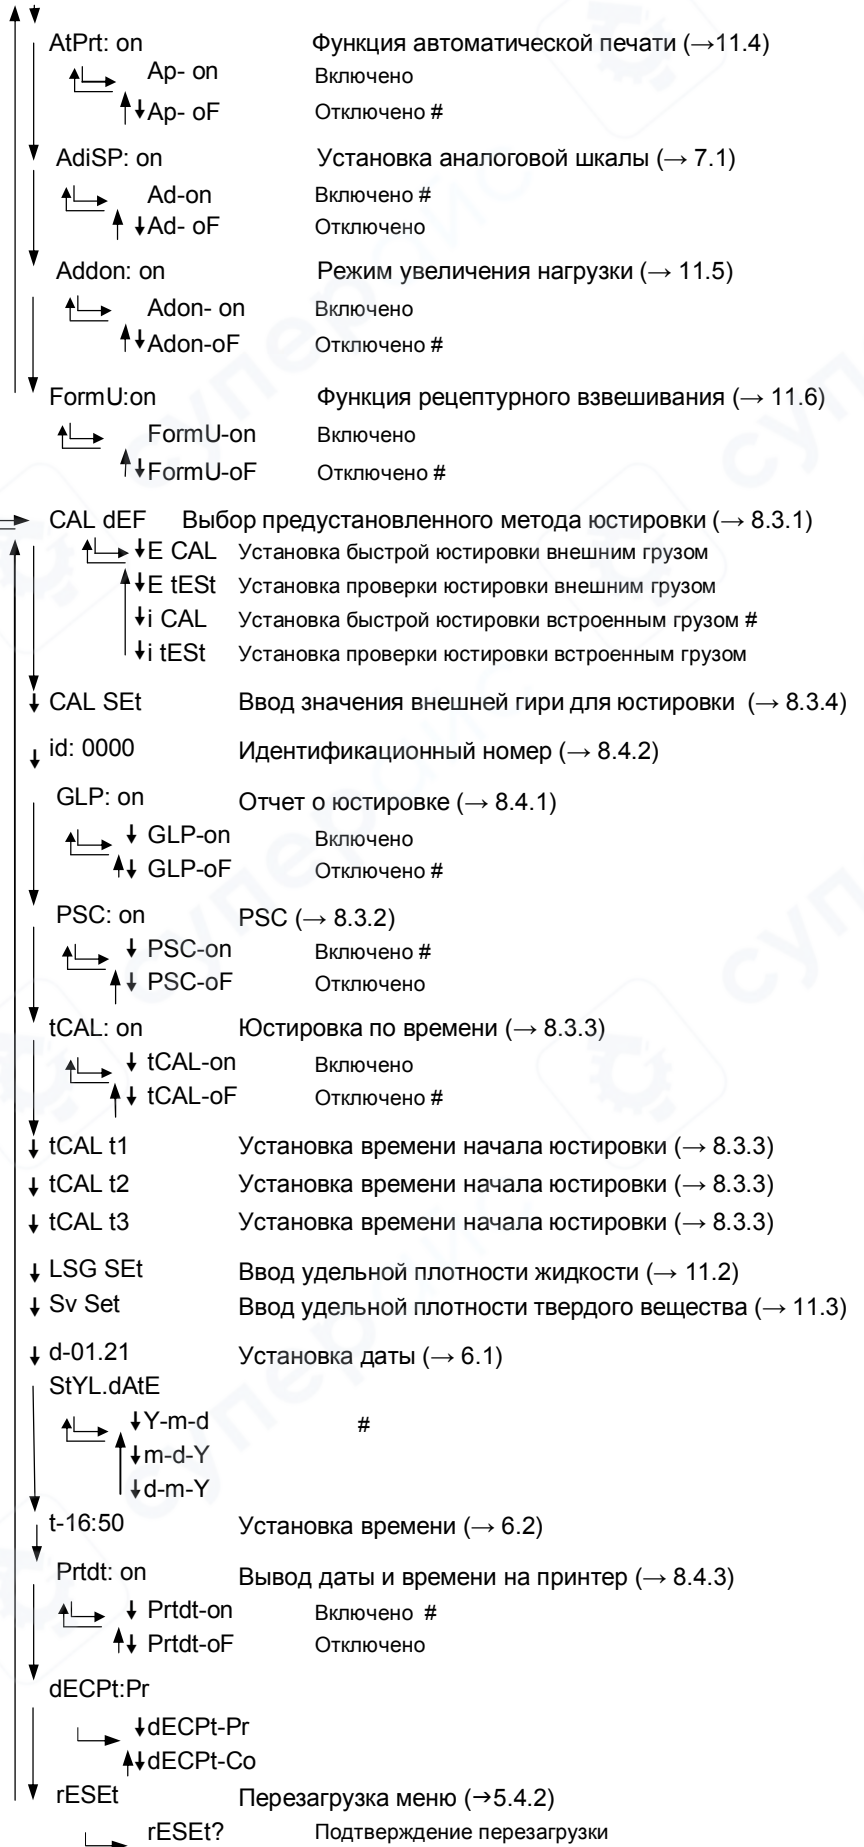 AtPrt: on Функция автоматической печати (→11.4)
Ap- on Включено
Ap- oF Отключено #
AdiSP: on Установка аналоговой шкалы (→ 7.1)
Ad-on Включено #
Ad- oF Отключено
Addon: on Режим увеличения нагрузки (→ 11.5)
Adon- on Включено
Adon-oF Отключено #
FormU:on Функция рецептурного взвешивания (→ 11.6)
FormU-on Включено
FormU-oF Отключено #
CAL dEF Выбор предустановленного метода юстировки (→ 8.3.1)
E CAL Установка быстрой юстировки внешним грузом
E tESt Установка проверки юстировки внешним грузом
i CAL Установка быстрой юстировки встроенным грузом #
i tESt Установка проверки юстировки встроенным грузом
CAL SEt Ввод значения внешней гири для юстировки (→ 8.3.4)
id: 0000 Идентификационный номер (→ 8.4.2)
GLP: on Отчет о юстировке (→ 8.4.1)
GLP-on Включено
GLP-oF Отключено #
PSC: on PSC (→ 8.3.2)
PSC-on Включено #
PSC-oF Отключено
tCAL: on Юстировка по времени (→ 8.3.3)
tCAL-on Включено
tCAL-oF Отключено #
tCAL t1 Установка времени начала юстировки (→ 8.3.3)
tCAL t2 Установка времени начала юстировки (→ 8.3.3)
tCAL t3 Установка времени начала юстировки (→ 8.3.3)
LSG SEt Ввод удельной плотности жидкости (→ 11.2)
Sv Set Ввод удельной плотности твердого вещества (→ 11.3)
d-01.21 Установка даты (→ 6.1)
StYL.dAtE
Y-m-d #
m-d-Y
d-m-Y
t-16:50 Установка времени (→ 6.2)
Prtdt: on Вывод даты и времени на принтер (→ 8.4.3)
Prtdt-on Включено #
Prtdt-oF Отключено
dECPt:Pr
dECPt-Pr
dECPt-Co
rESEt Перезагрузка меню (→5.4.2)
rESEt? Подтверждение перезагрузки